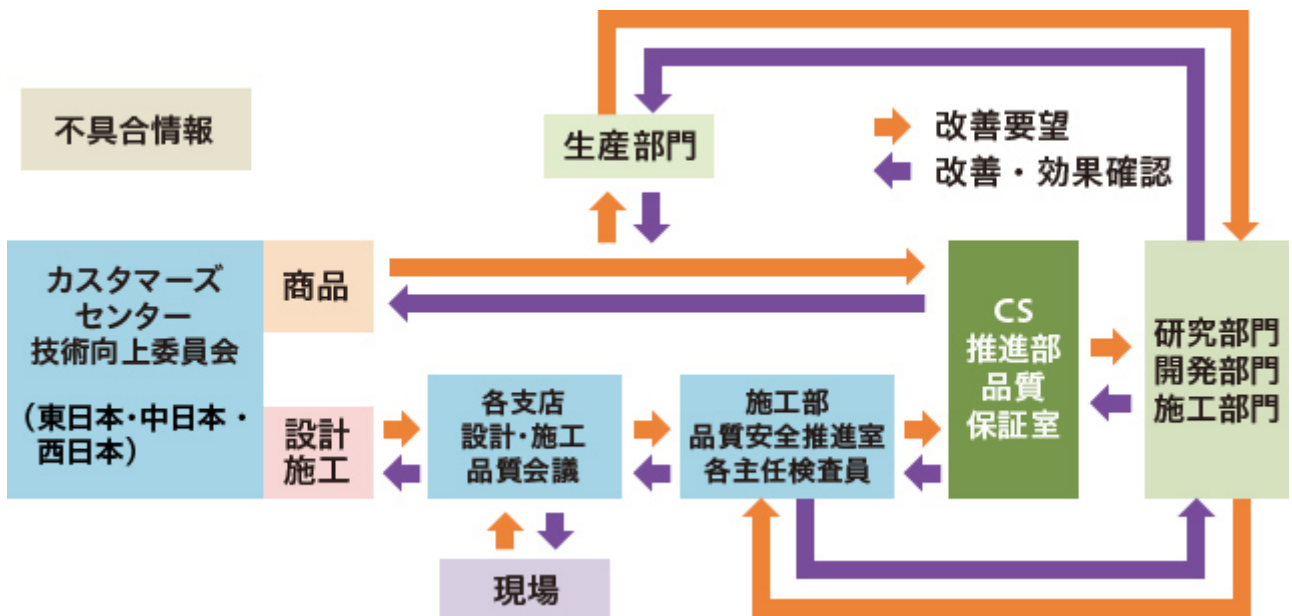 不具合情報
生産部門
改善要望
改善・効果確認
カスタマーズ
センター
技術向上委員会
（東日本・中日本・
西日本）
商品
設計
施工
各支店
設計・施工
品質会議
施工部
品質安全推進室
各主任検査員
CS
推進部
品質
保証室
研究部門
開発部門
施工部門
現場